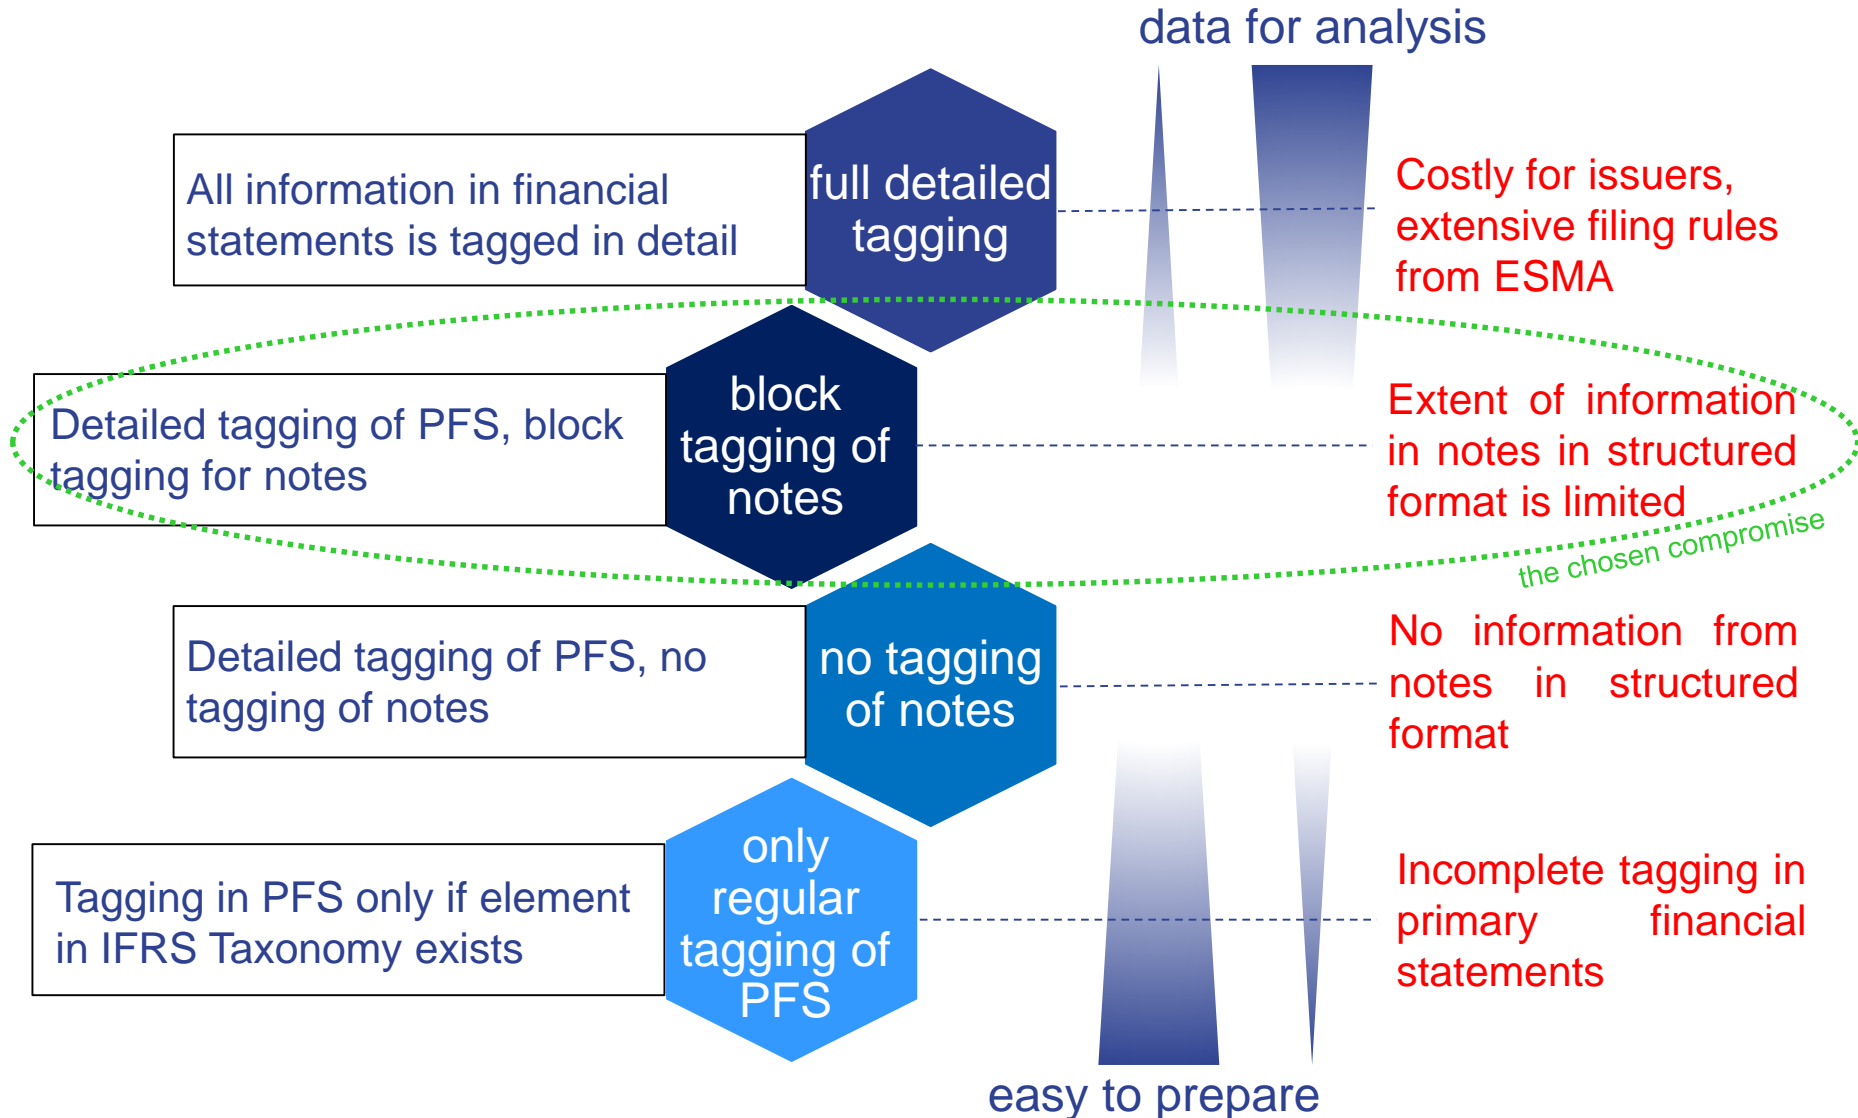 data for analysis
All information in financial
statements is tagged in detail
full detailed
tagging
Costly for issuers,
extensive filing rules
from ESMA
Detailed tagging of PFS, block
tagging for notes
block
tagging of
notes
Extent of information
in notes in structured
format is limited
the chosen compromise
Detailed tagging of PFS, no
tagging of notes
no tagging
of notes
No information from
notes in structured
format
Tagging in PFS only if element
in IFRS Taxonomy exists
only
regular
tagging of
PFS
Incomplete tagging in
primary financial
statements
easy to prepare